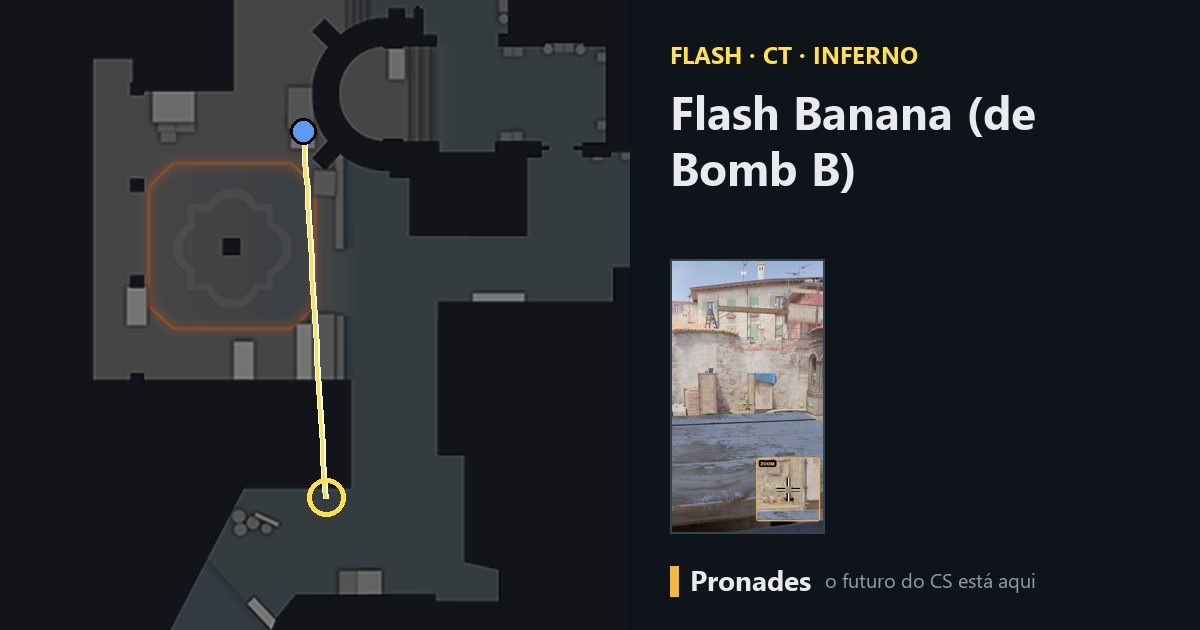 FLASH · CT · INFERNO
Flash Banana (de
Bomb B)
ZOOM
Pronades o futuro do CS está aqui